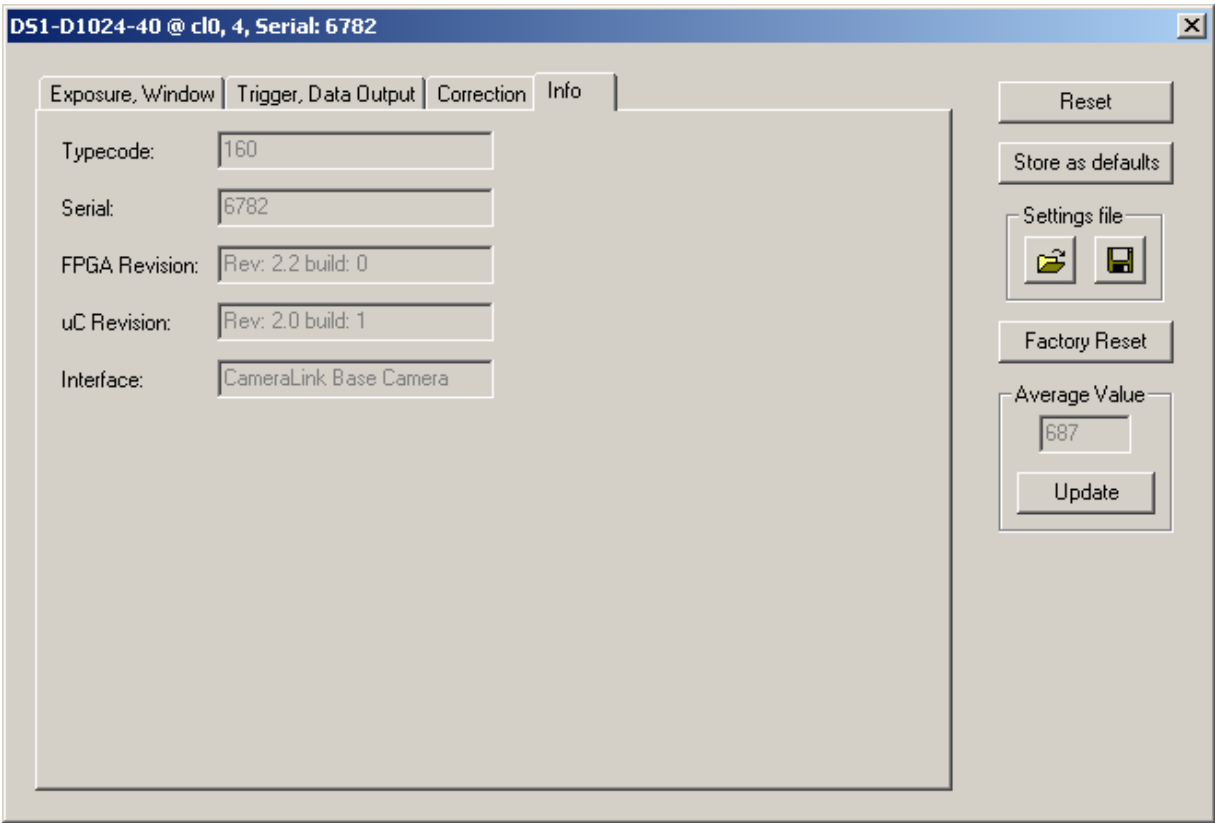 DS1-D1024-40 @ cl0, 4, Serial: 6782
Exposure, Window
Trigger, Data Output
Correction
Info
Typecode:
160
Serial:
6782
FPGA Revision:
Rev: 2.2 build: 0
uC Revision:
Rev: 2.0 build: 1
Interface:
CameraLink Base Camera
Reset
Store as defaults
Settings file
Factory Reset
Average Value
687
Update